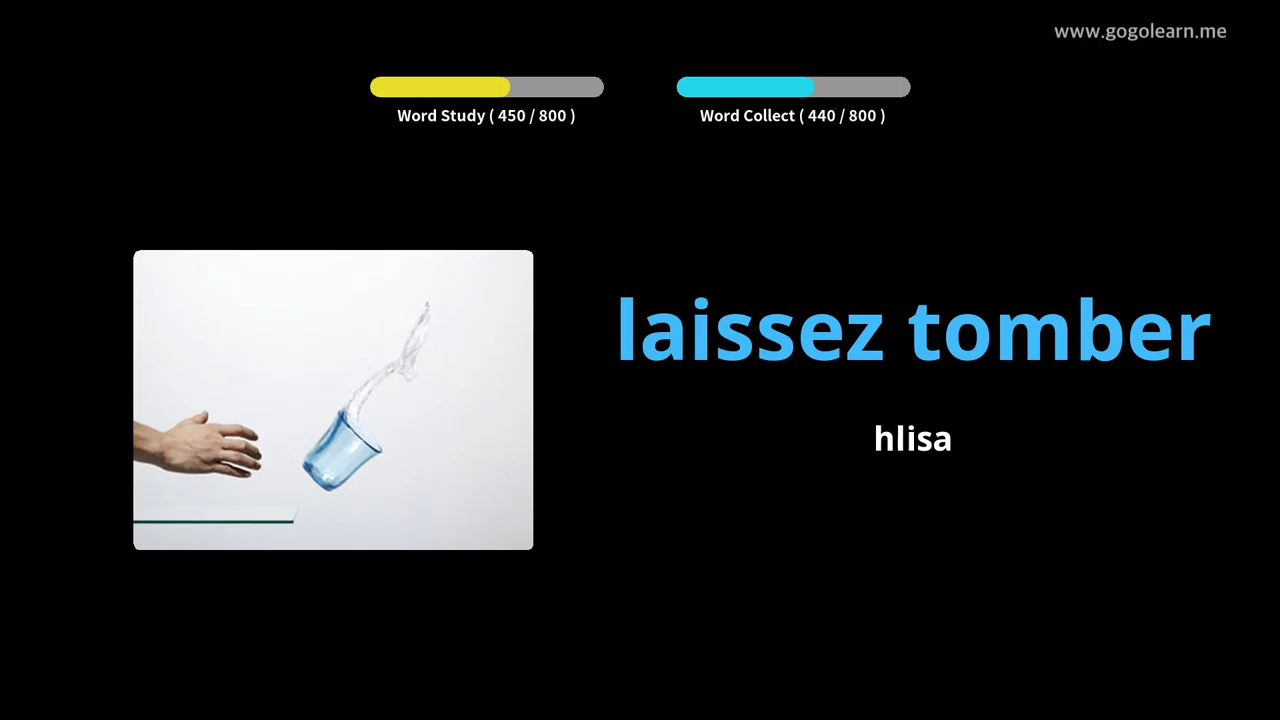 www.gogolearn.me
Word Study ( 450 / 800 )
Word Collect ( 440 / 800 )
laissez tomber
hlisa